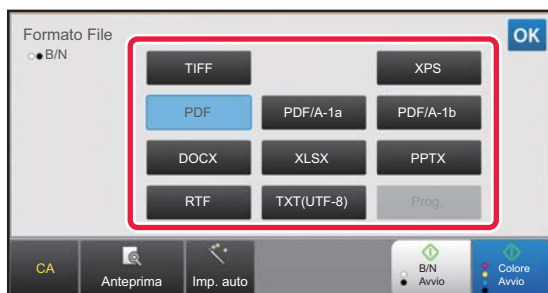 Formato File
OK
B/N
TIFF XPS
PDF PDF/A-1a PDF/A-1b
DOCX XLSX PPTX
RTF TXT(UTF-8) Prog.
CA
Anteprima
Imp. auto
B/N
Avvio
Colore
Avvio